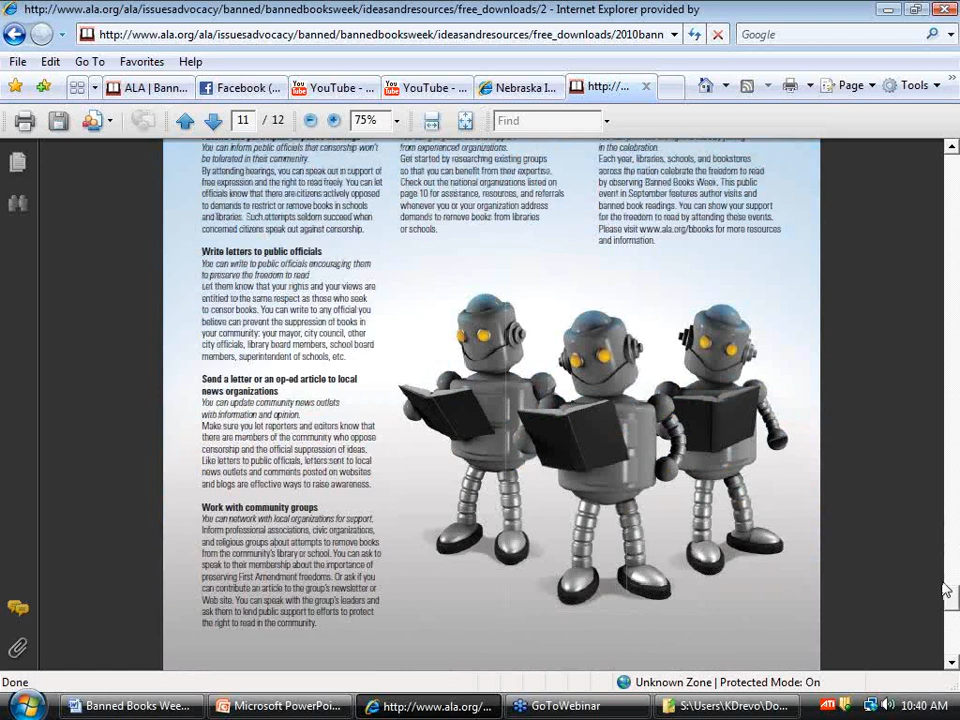 http://www.ala.org/ala/issuesadvocacy/banned/bannedbooksweek/ideasandresources/free_downloads/2 - Internet Explorer provided by
http://www.ala.org/ala/issuesadvocacy/banned/bannedbooksweek/ideasandresources/free_downloads/2010bann
Google
File Edit Go To Favorites Help
ALA | Bann...
Facebook (...
YouTube - ...
YouTube - ...
Nebraska l...
http://...
Page
Tools
11 / 12
75%
Find
You can inform public officials that censorship won't
be tolerated in their community.
By attending hearings, you can speak out in support of
free expression and the right to read freely. You can let
officials know that there are citizens actively opposed
to demands to restrict or remove books in schools
and libraries. Such attempts seldom succeed when
concerned citizens speak out against censorship.
Write letters to public officials
You can write to public officials encouraging them
to preserve the freedom to read
Let them know that your rights and your views are
entitled to the same respect as those who seek
to censor books. You can write to any official you
believe can prevent the suppression of books in
your community: your mayor, city council, other
city officials, library board members, school board
members, superintendent of schools, etc.
Send a letter or an op-ed article to local
news organizations
You can update community news outlets
with information and opinion.
Make sure you let reporters and editors know that
there are members of the community who oppose
censorship and the official suppression of ideas.
Like letters to public officials, letters sent to local
news outlets and comments posted on websites
and blogs are effective ways to raise awareness.
Work with community groups
You can network with local organizations for support.
Inform professional associations, civic organizations,
and religious groups about attempts to remove books
from the community's library or school. You can ask to
speak to their membership about the importance of
preserving First Amendment freedoms. Or ask if you
can contribute an article to the group's newsletter or
Web site. You can speak with the group's leaders and
ask them to lend public support to efforts to protect
the right to read in the community.
from experienced organizations.
Get started by researching existing groups
so that you can benefit from their expertise.
Check out the national organizations listed on
page 10 for assistance, resources, and referrals
whenever you or your organization address
demands to remove books from libraries
or schools.
in the celebration.
Each year, libraries, schools, and bookstores
across the nation celebrate the freedom to read
by observing Banned Books Week. This public
event in September features author visits and
banned book readings. You can show your support
for the freedom to read by attending these events.
Please visit www.ala.org/bbooks for more resources
and information.
Done
Unknown Zone | Protected Mode: On
Banned Books Wee...
Microsoft PowerPo...
http://www.ala.org/...
GoToWebinar
S:\Users\KDrevo\Do...
10:40 AM